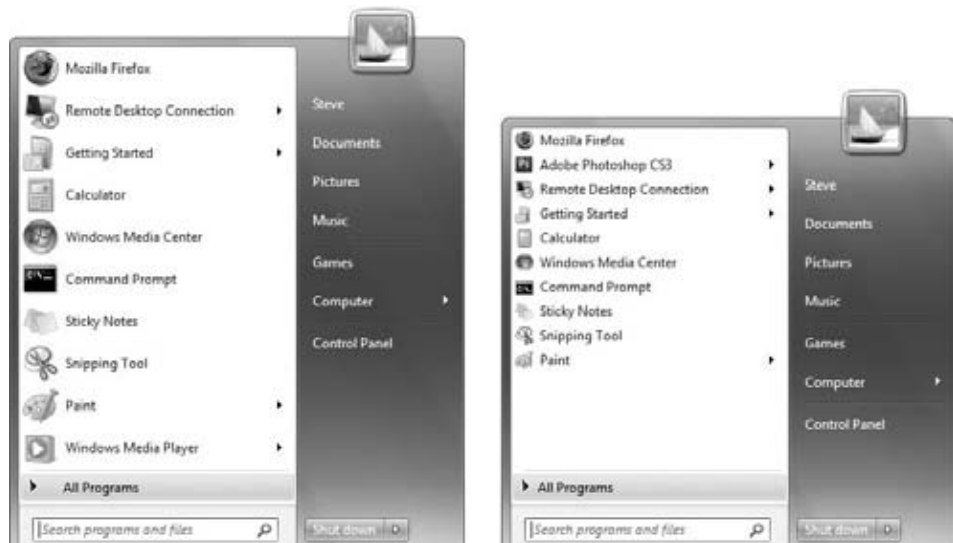 Mozilla Firefox
Remote Desktop Connection
Getting Started
Calculator
Windows Media Center
Command Prompt
Sticky Notes
Snipping Tool
Paint
Windows Media Player
All Programs
Search programs and files
Steve
Documents
Pictures
Music
Games
Computer
Control Panel
Shut down
Mozilla Firefox
Adobe Photoshop CS3
Remote Desktop Connection
Getting Started
Calculator
Windows Media Center
Command Prompt
Sticky Notes
Snipping Tool
Paint
All Programs
Search programs and files
Steve
Documents
Pictures
Music
Games
Computer
Control Panel
Shut down